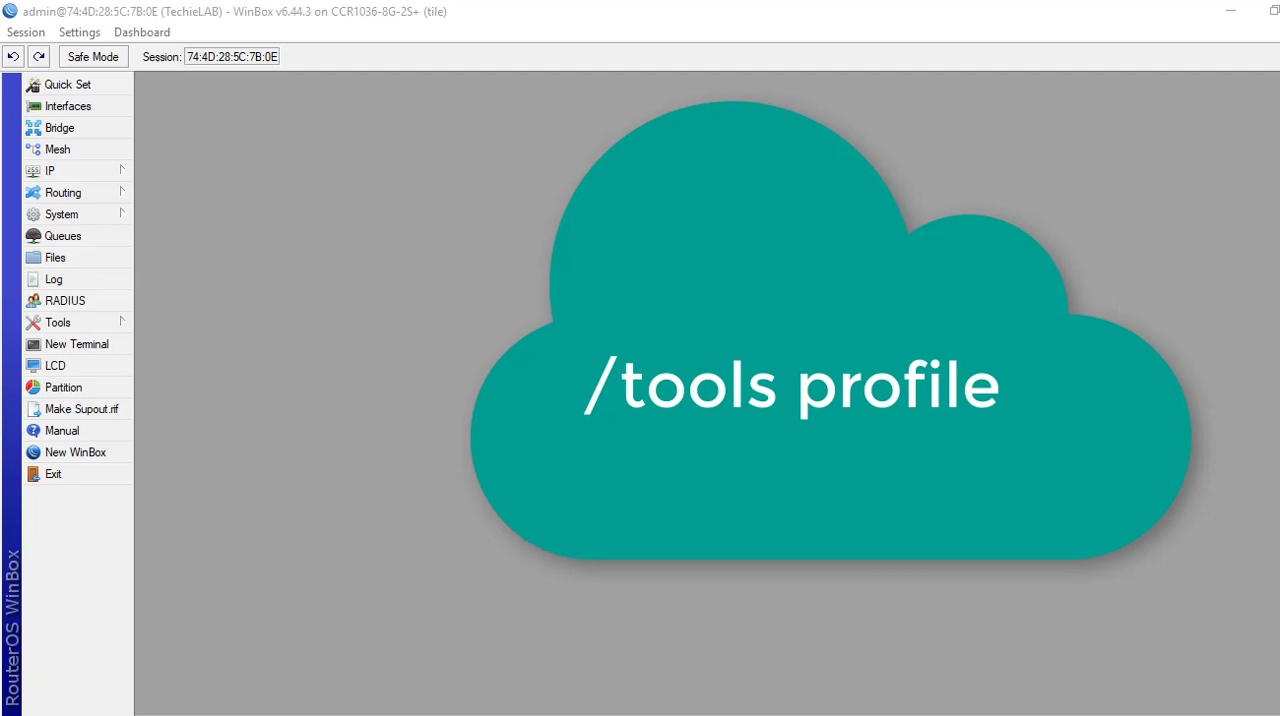 admin@74:4D:28:5C:7B:0E (TechieLAB) - WinBox v6.44.3 on CCR1036-8G-2S+ (tile)
Session Settings Dashboard
Safe Mode Session: 74:4D:28:5C:7B:0E
Quick Set
Interfaces
Bridge
Mesh
IP
Routing
System
Queues
Files
Log
RADIUS
Tools
New Terminal
LCD
Partition
Make Supout.rif
Manual
New WinBox
Exit
RouterOS WinBox
/tools profile